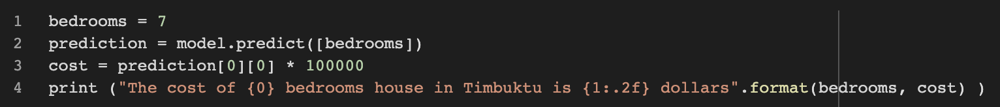 1 bedrooms = 7
2 prediction = model.predict([bedrooms])
3 cost = prediction[0][0] * 100000
4 print ("The cost of {0} bedrooms house in Timbuktu is {1:.2f} dollars".format(bedrooms, cost) )